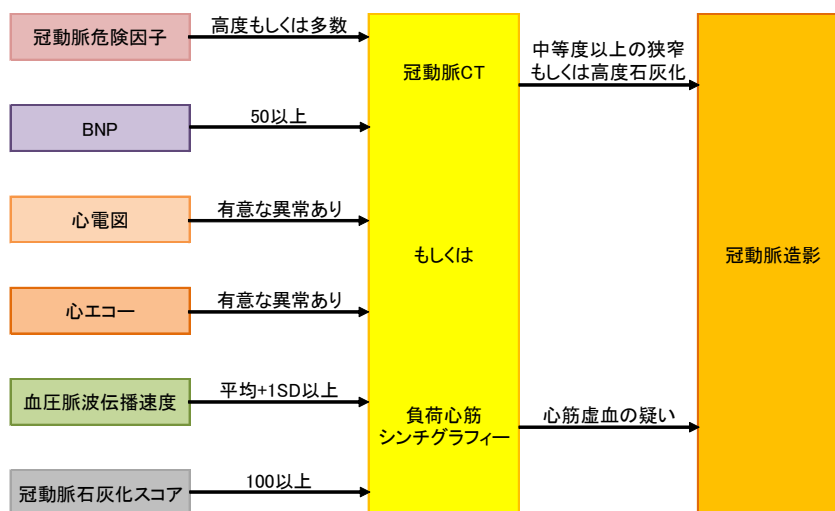 冠動脈危険因子
高度もしくは多数
BNP
50以上
心電図
有意な異常あり
心エコー
有意な異常あり
血圧脈波伝播速度
平均+1SD以上
冠動脈石灰化スコア
100以上
冠動脈CT
もしくは
負荷心筋
シンチグラフィー
中等度以上の狭窄
もしくは高度石灰化
心筋虚血の疑い
冠動脈造影